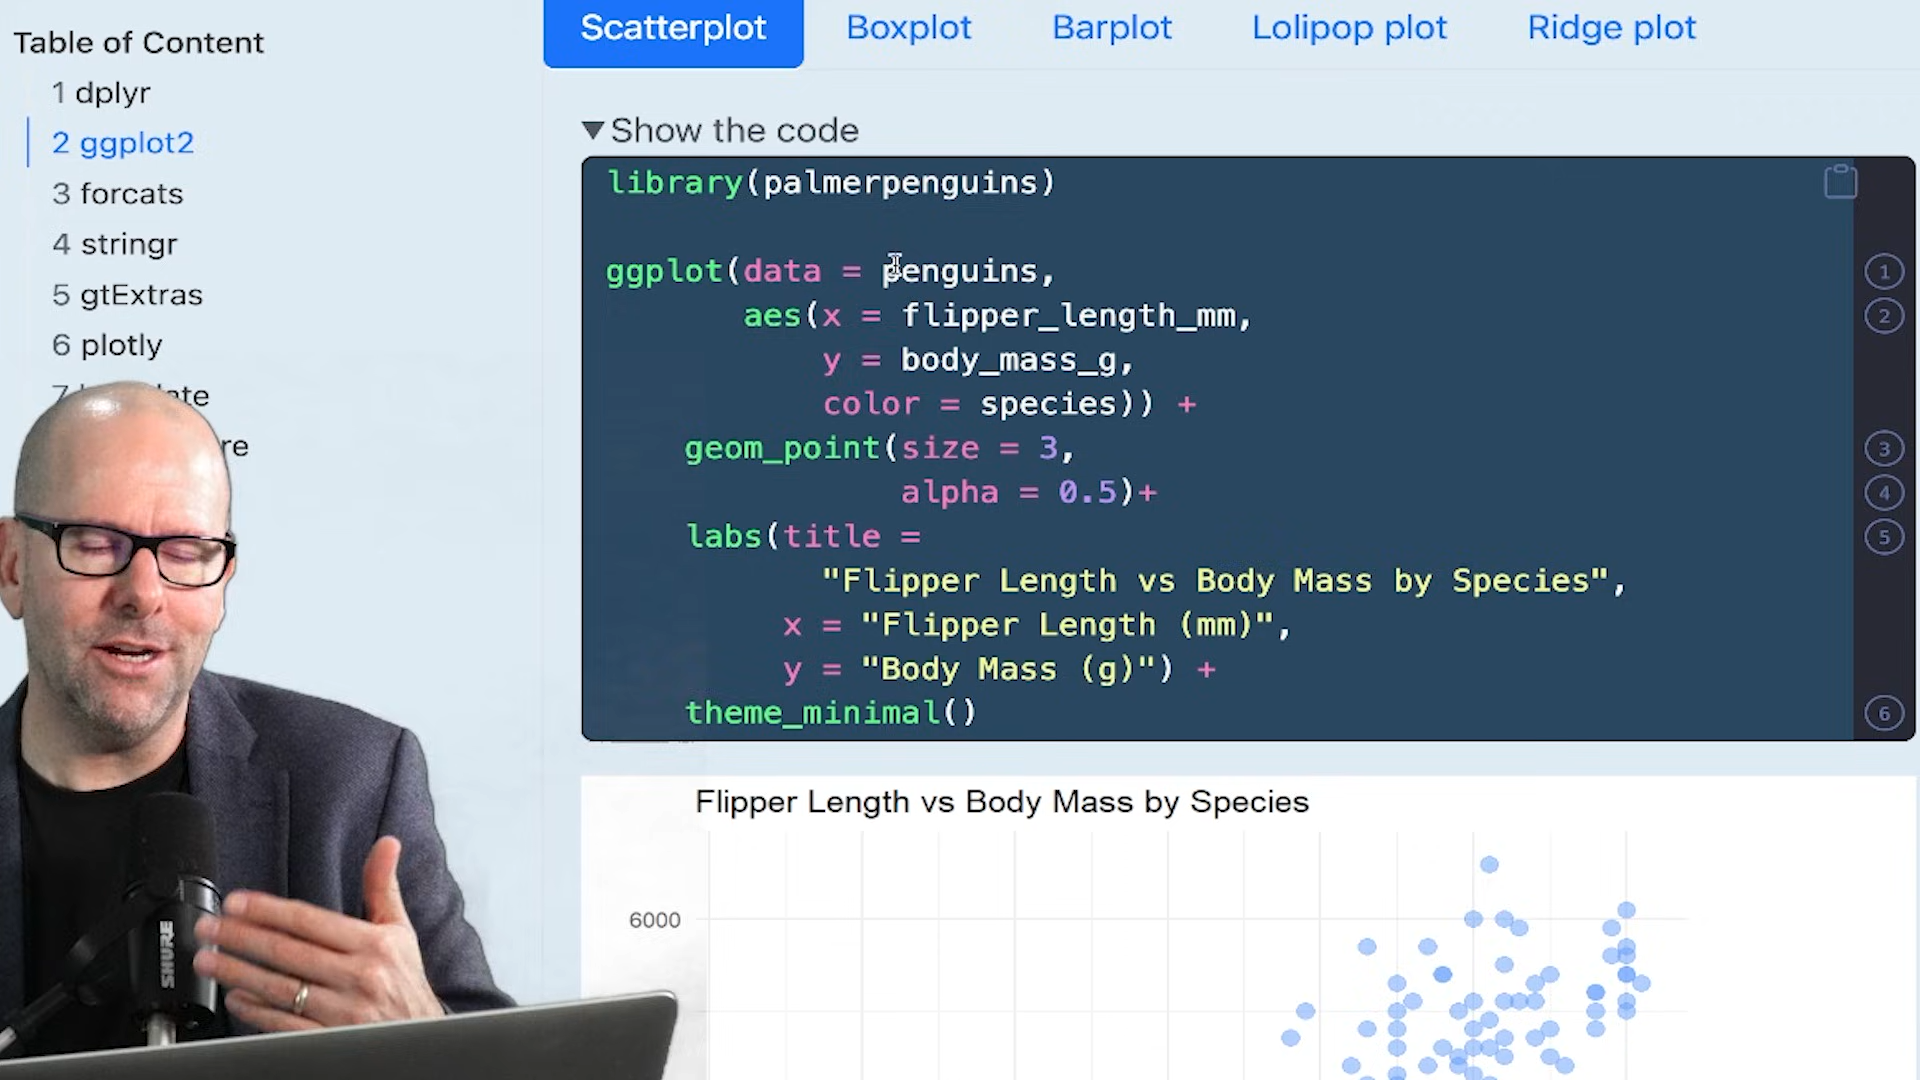 Table of Content
1 dplyr
2 ggplot2
3 forcats
4 stringr
5 gtExtras
6 plotly
Scatterplot
Boxplot
Barplot
Lolipop plot
Ridge plot
▼Show the code
library(palmerpenguins)
ggplot(data = penguins,
aes(x = flipper_length_mm,
y = body_mass_g,
color = species)) +
geom_point(size = 3,
alpha = 0.5)+
labs(title =
"Flipper Length vs Body Mass by Species",
x = "Flipper Length (mm)",
y = "Body Mass (g)") +
theme_minimal()
1
2
3
4
5
6
Flipper Length vs Body Mass by Species
6000
SHURE